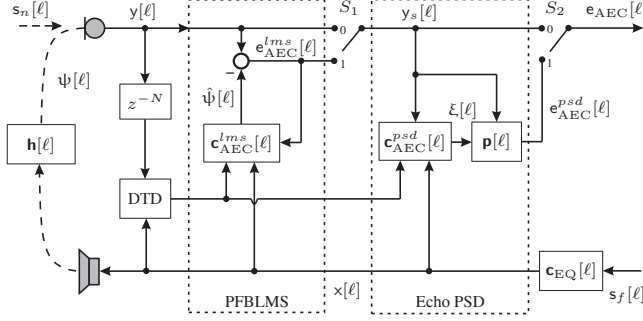 s_n[ℓ]
y[ℓ]
S_1
y_s[ℓ]
S_2
e_AEC[ℓ]
0
0
e^{lms}_AEC[ℓ]
1
1
−
ψ[ℓ]
ψ̂[ℓ]
z^{−N}
ξ[ℓ]
e^{psd}_AEC[ℓ]
h[ℓ]
c^{lms}_AEC[ℓ]
c^{psd}_AEC[ℓ]
p[ℓ]
DTD
c_EQ[ℓ]
x[ℓ]
s_f[ℓ]
PFBLMS
Echo PSD